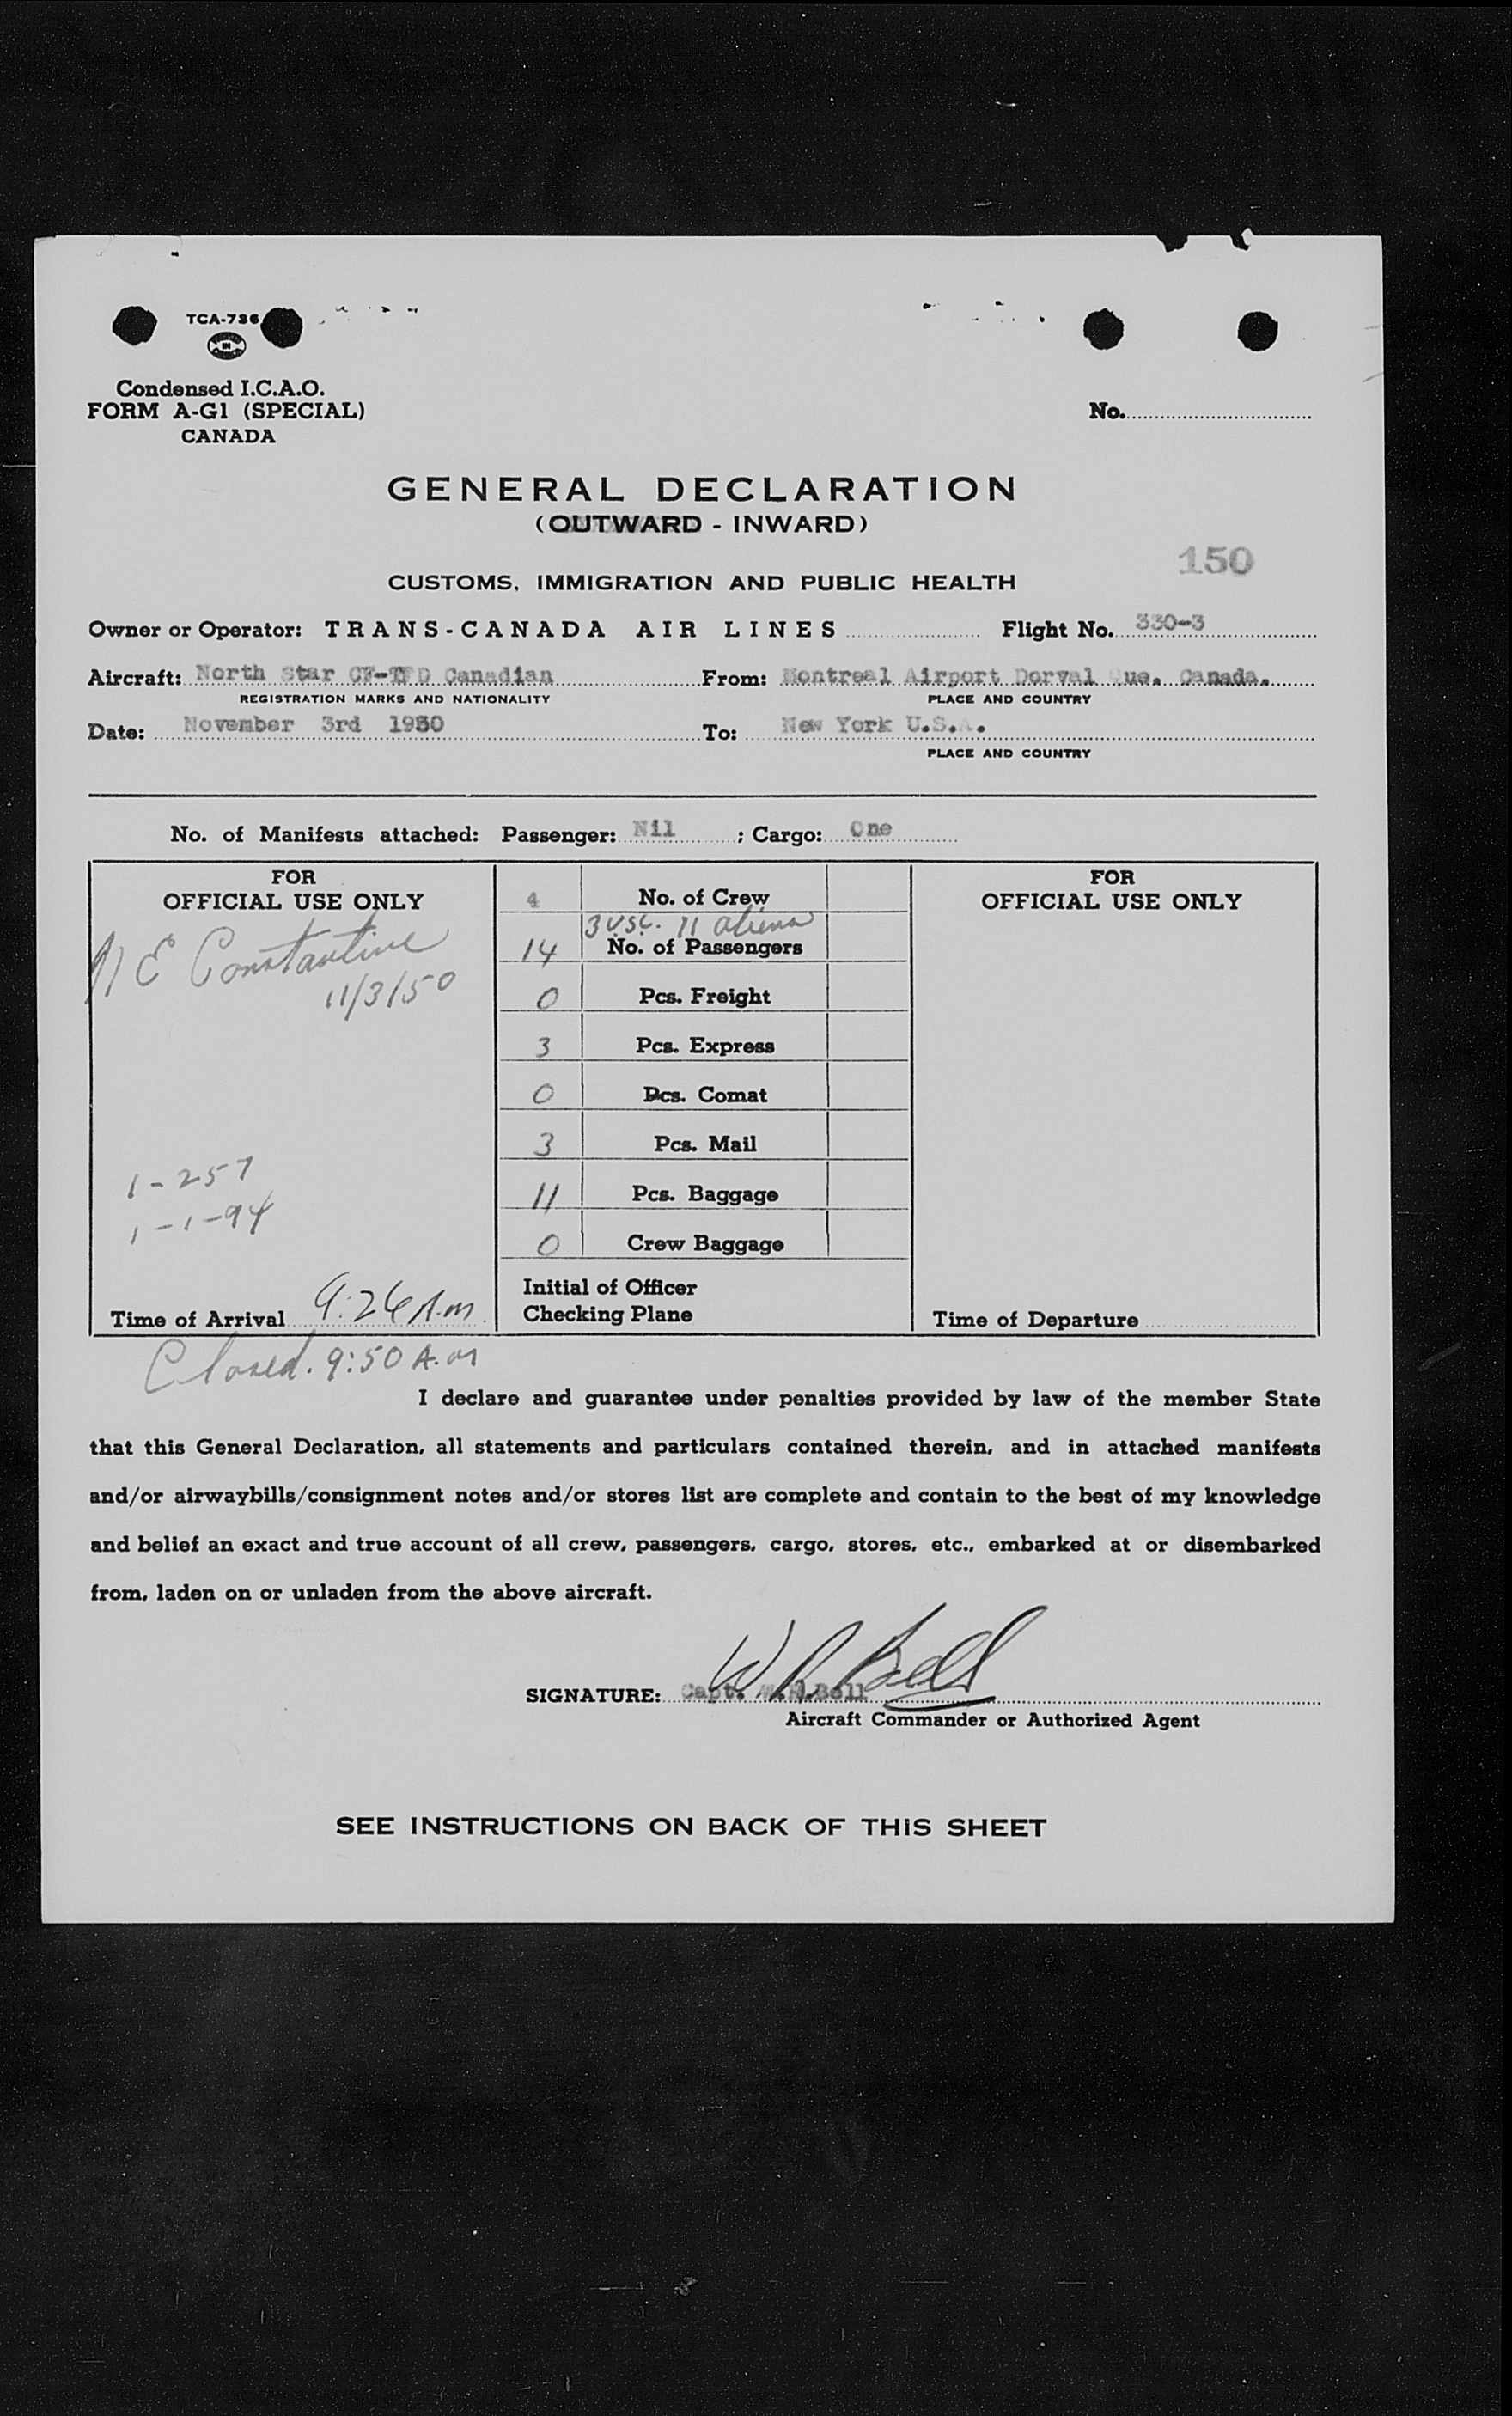 TCA-736
Condensed I.C.A.O.
FORM A-G1 (SPECIAL)
CANADA
No.
GENERAL DECLARATION
(OUTWARD - INWARD)
150
CUSTOMS, IMMIGRATION AND PUBLIC HEALTH
Owner or Operator: TRANS-CANADA AIR LINES Flight No. 330-3
Aircraft: North Star CF-TFD Canadian From: Montreal Airport Dorval Que. Canada.
REGISTRATION MARKS AND NATIONALITY PLACE AND COUNTRY
Date: November 3rd 1950 To: New York U.S.A.
PLACE AND COUNTRY
No. of Manifests attached: Passenger: Nil ; Cargo: One
FOR
OFFICIAL USE ONLY
N E Constantine
11/3/50
1-257
1-1-94
Time of Arrival 9:26 A.m
Closed. 9:50 A.m
4 No. of Crew
3 USC. 11 aliens
14 No. of Passengers
0 Pcs. Freight
3 Pcs. Express
0 Pcs. Comat
3 Pcs. Mail
11 Pcs. Baggage
0 Crew Baggage
Initial of Officer
Checking Plane
FOR
OFFICIAL USE ONLY
Time of Departure
I declare and guarantee under penalties provided by law of the member State
that this General Declaration, all statements and particulars contained therein, and in attached manifests
and/or airwaybills/consignment notes and/or stores list are complete and contain to the best of my knowledge
and belief an exact and true account of all crew, passengers, cargo, stores, etc., embarked at or disembarked
from, laden on or unladen from the above aircraft.
W R Bell
SIGNATURE: Capt. W.R.Bell
Aircraft Commander or Authorized Agent
SEE INSTRUCTIONS ON BACK OF THIS SHEET